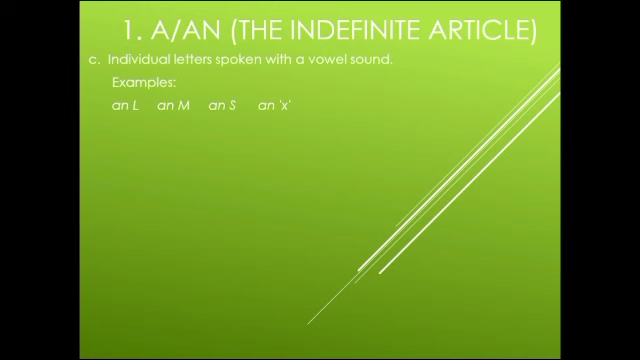 1. A/AN (THE INDEFINITE ARTICLE)
c. Individual letters spoken with a vowel sound.
Examples:
an L an M an S an 'x'